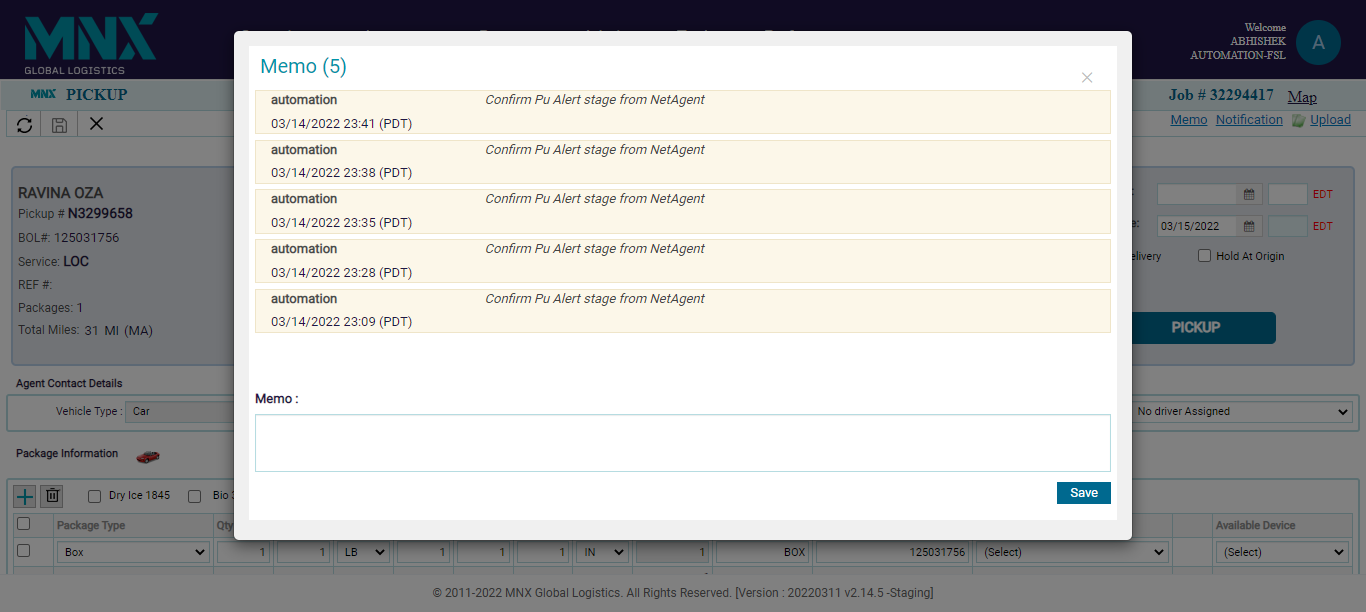 MNX
GLOBAL LOGISTICS
Welcome
ABHISHEK
AUTOMATION-FSL
A
MNX PICKUP
Job # 32294417 Map
Memo Notification Upload
Memo (5)
×
automation Confirm Pu Alert stage from NetAgent
03/14/2022 23:41 (PDT)
automation Confirm Pu Alert stage from NetAgent
03/14/2022 23:38 (PDT)
automation Confirm Pu Alert stage from NetAgent
03/14/2022 23:35 (PDT)
automation Confirm Pu Alert stage from NetAgent
03/14/2022 23:28 (PDT)
automation Confirm Pu Alert stage from NetAgent
03/14/2022 23:09 (PDT)
Memo :
Save
RAVINA OZA
Pickup # N3299658
BOL#: 125031756
Service: LOC
REF #:
Packages: 1
Total Miles: 31 MI (MA)
EDT
e: 03/15/2022 EDT
elivery Hold At Origin
PICKUP
Agent Contact Details
Vehicle Type : Car
No driver Assigned
Package Information
Dry Ice 1845 Bio
Package Type Qty Available Device
Box 1 1 LB 1 1 1 IN 1 BOX 125031756 (Select) (Select)
© 2011-2022 MNX Global Logistics. All Rights Reserved. [Version : 20220311 v2.14.5 -Staging]